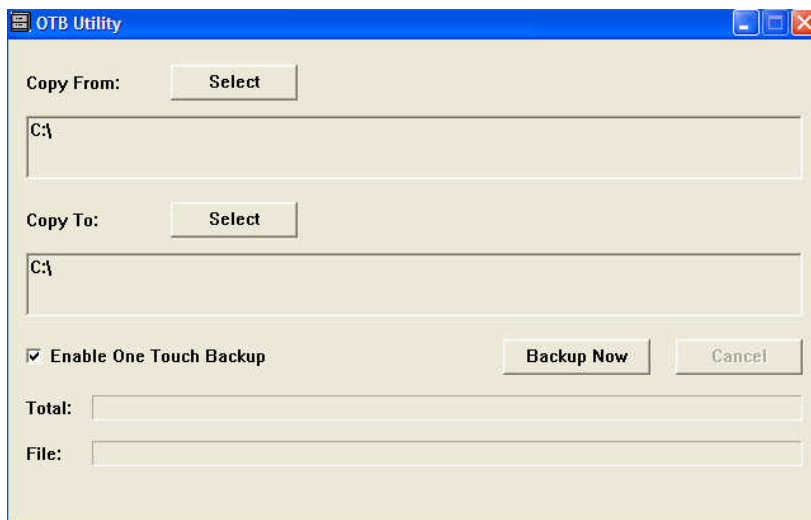 OTB Utility
Copy From: Select
C:\
Copy To: Select
C:\
Enable One Touch Backup Backup Now Cancel
Total:
File: